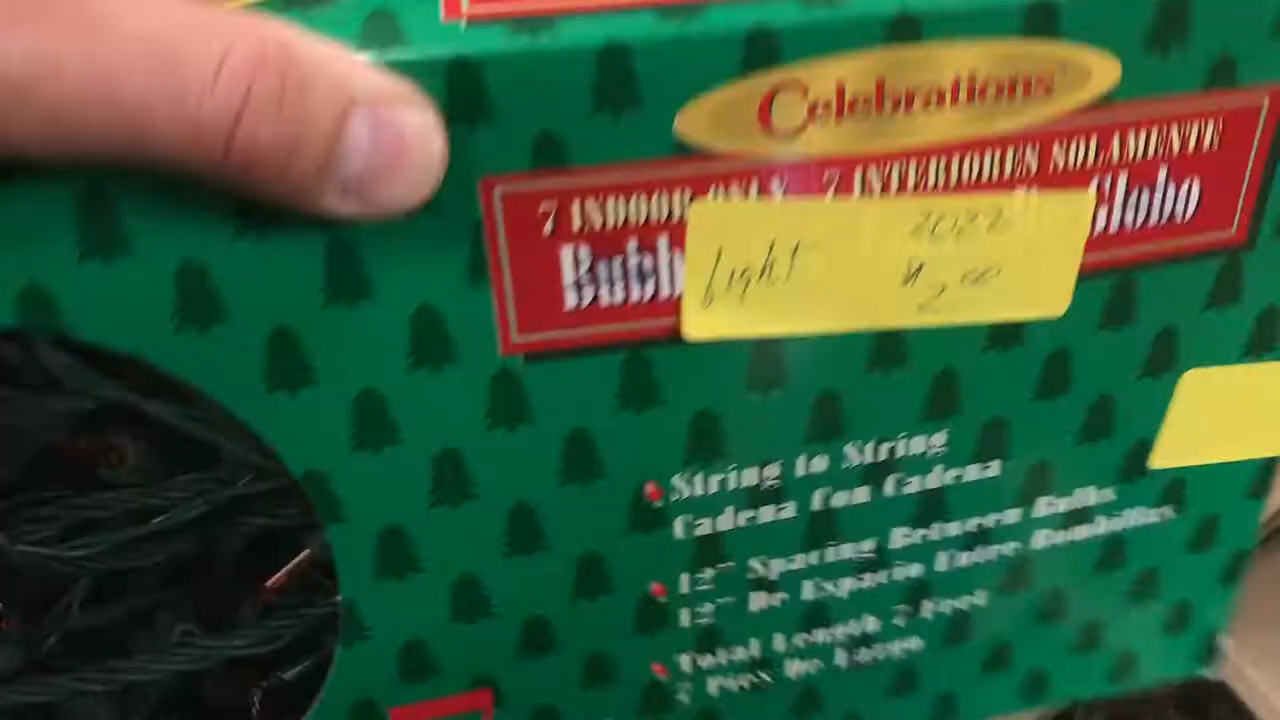 Celebrations
7 INDOOR ONLY 7 INTERIORES SOLAMENTE
Globo
Light 2022
$2.00
String to String
Cadena Con Cadena
12" Spacing Between Bulbs
12" De Espacio Entre Bombillas
Total Length 7 Feet
7 Pies De Largo